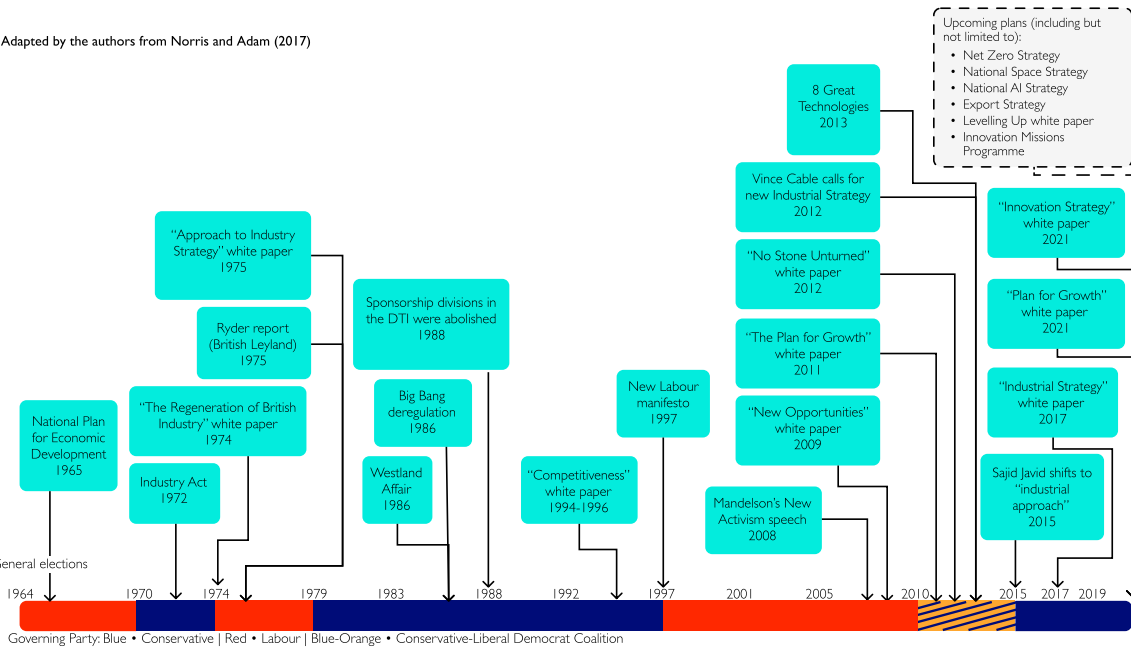 Adapted by the authors from Norris and Adam (2017)
Upcoming plans (including but
not limited to):
• Net Zero Strategy
• National Space Strategy
• National AI Strategy
• Export Strategy
• Levelling Up white paper
• Innovation Missions
Programme
8 Great
Technologies
2013
Vince Cable calls for
new Industrial Strategy
2012
“No Stone Unturned”
white paper
2012
“The Plan for Growth”
white paper
2011
“New Opportunities”
white paper
2009
Mandelson’s New
Activism speech
2008
“Innovation Strategy”
white paper
2021
“Plan for Growth”
white paper
2021
“Industrial Strategy”
white paper
2017
Sajid Javid shifts to
“industrial
approach”
2015
“Approach to Industry
Strategy” white paper
1975
Ryder report
(British Leyland)
1975
“The Regeneration of British
Industry” white paper
1974
Industry Act
1972
National Plan
for Economic
Development
1965
Sponsorship divisions in
the DTI were abolished
1988
Big Bang
deregulation
1986
Westland
Affair
1986
“Competitiveness”
white paper
1994-1996
New Labour
manifesto
1997
General elections
1964 1970 1974 1979 1983 1988 1992 1997 2001 2005 2010 2015 2017 2019
Governing Party: Blue • Conservative | Red • Labour | Blue-Orange • Conservative-Liberal Democrat Coalition